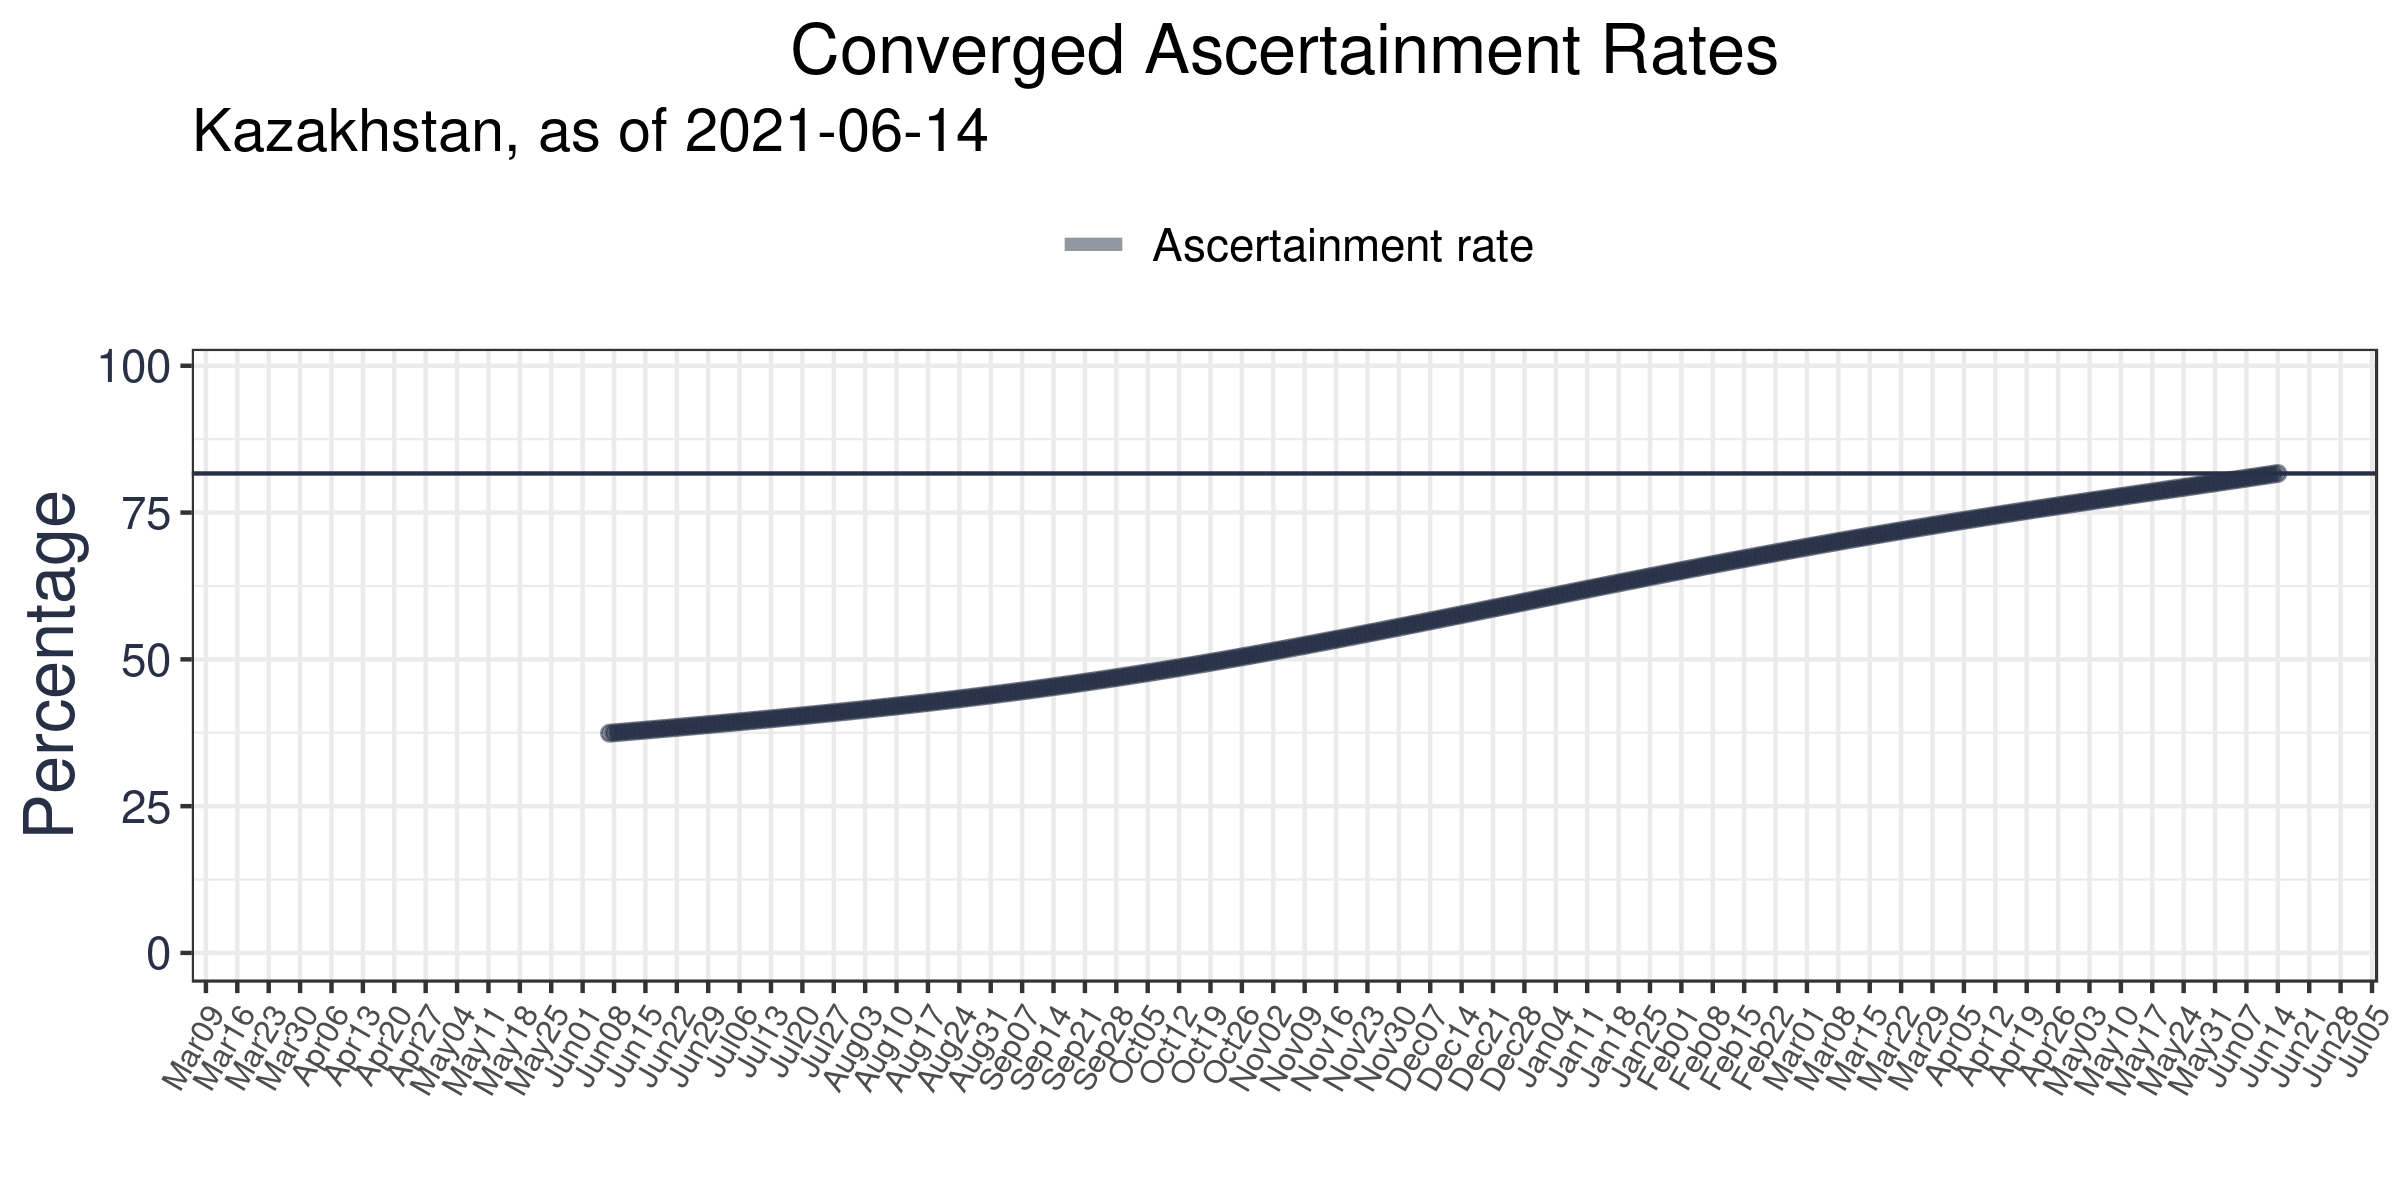 Converged Ascertainment Rates
Kazakhstan, as of 2021-06-14
Ascertainment rate
Percentage
100
75
50
25
0
Mar09 Mar16 Mar23 Mar30 Apr06 Apr13 Apr20 Apr27 May04 May11 May18 May25 Jun01 Jun08 Jun15 Jun22 Jun29 Jul06 Jul13 Jul20 Jul27 Aug03 Aug10 Aug17 Aug24 Aug31 Sep07 Sep14 Sep21 Sep28 Oct05 Oct12 Oct19 Oct26 Nov02 Nov09 Nov16 Nov23 Nov30 Dec07 Dec14 Dec21 Dec28 Jan04 Jan11 Jan18 Jan25 Feb01 Feb08 Feb15 Feb22 Mar01 Mar08 Mar15 Mar22 Mar29 Apr05 Apr12 Apr19 Apr26 May03 May10 May17 May24 May31 Jun07 Jun14 Jun21 Jun28 Jul05